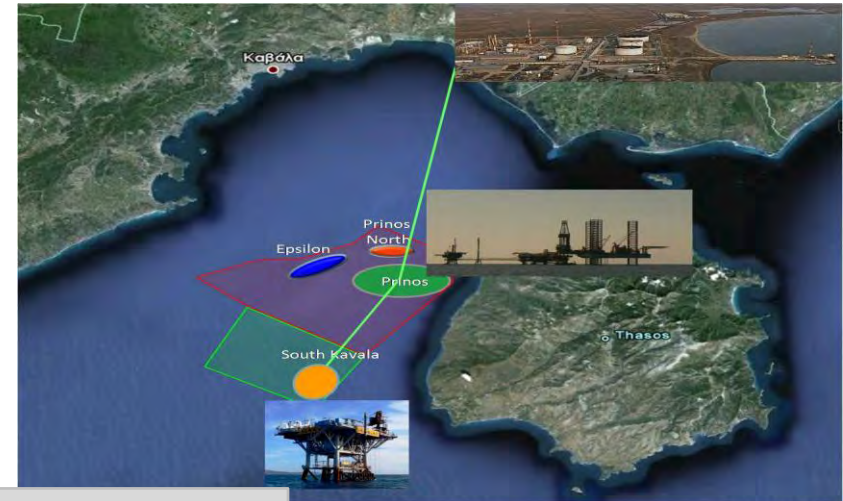 Καβάλα
Prinos
North
Epsilon
Prinos
Thasos
South Kavala